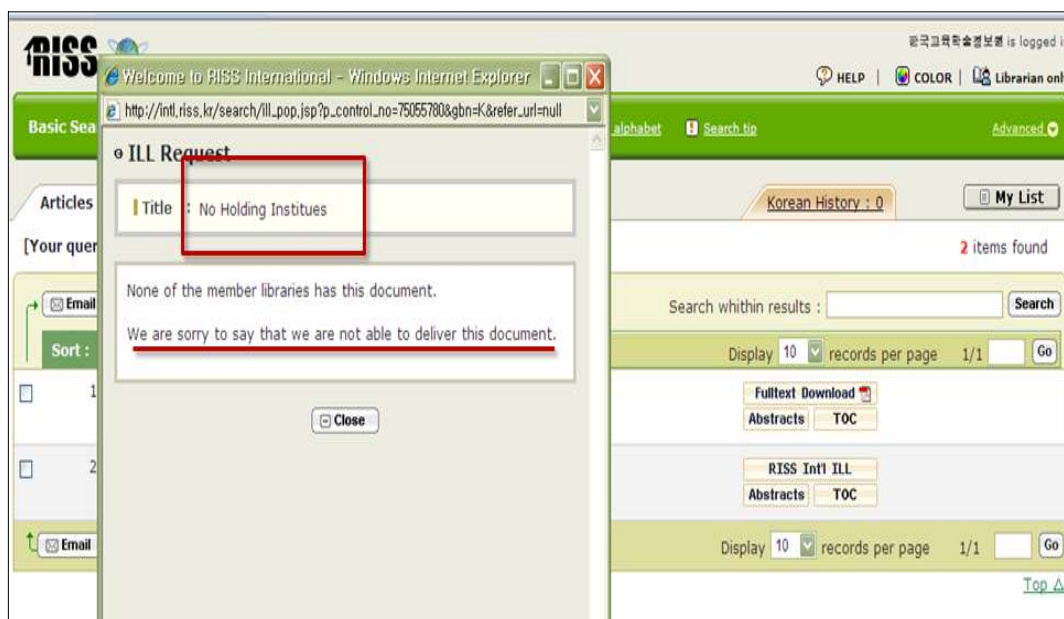 RISS
한국교육학술정보원 is logged i
Welcome to RISS International - Windows Internet Explorer
HELP | COLOR | Librarian onl
http://intl.riss.kr/search/ill_pop.jsp?p_control_no=75055780&gbn=K&refer_url=null
Basic Sea
alphabet Search tip Advanced
ILL Request
Articles
Title : No Holding Institues
Korean History : 0 My List
[Your quer
2 items found
None of the member libraries has this document.
Email
Search whithin results : Search
We are sorry to say that we are not able to deliver this document.
Sort :
Display 10 records per page 1/1 Go
1
Fulltext Download
Abstracts TOC
Close
2
RISS Int'l ILL
Abstracts TOC
Email
Display 10 records per page 1/1 Go
Top △